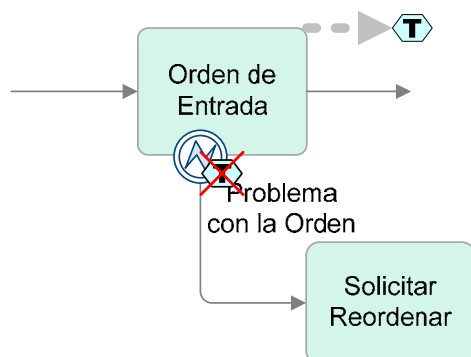 T
Orden de
Entrada
T
Problema
con la Orden
Solicitar
Reordenar